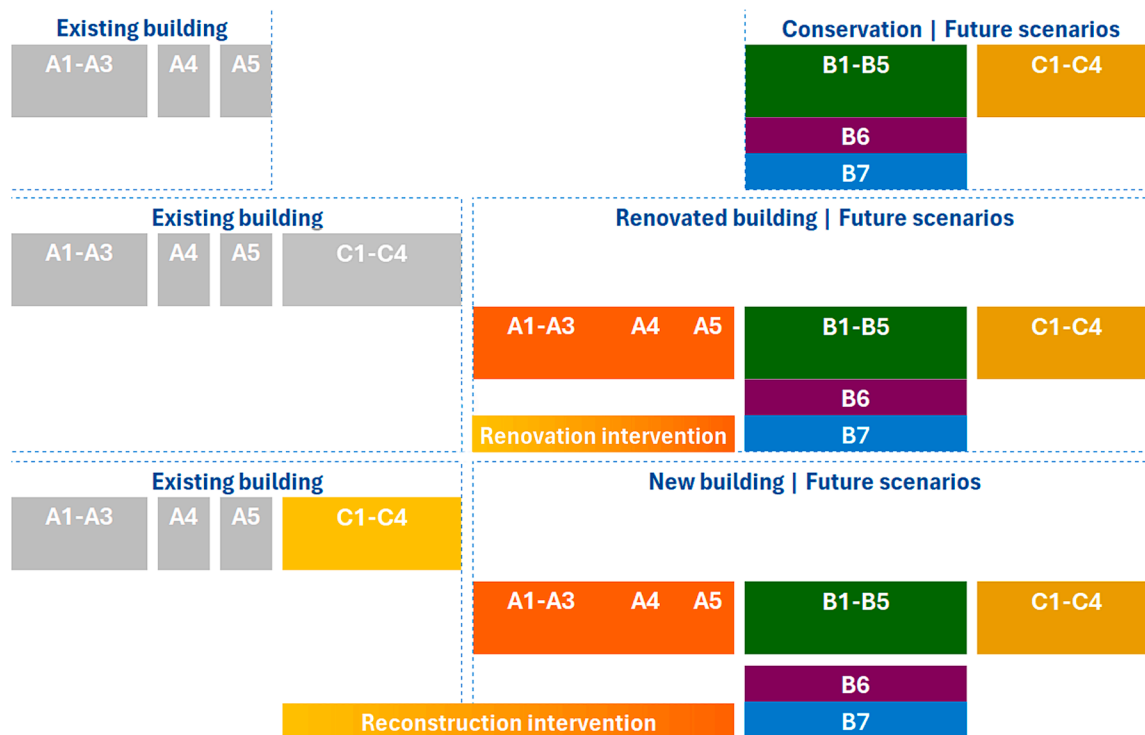 Existing building
Conservation | Future scenarios
A1-A3 A4 A5
B1-B5 C1-C4
B6
B7
Existing building
Renovated building | Future scenarios
A1-A3 A4 A5 C1-C4
A1-A3 A4 A5 B1-B5 C1-C4
B6
Renovation intervention
B7
Existing building
New building | Future scenarios
A1-A3 A4 A5 C1-C4
A1-A3 A4 A5 B1-B5 C1-C4
B6
Reconstruction intervention
B7